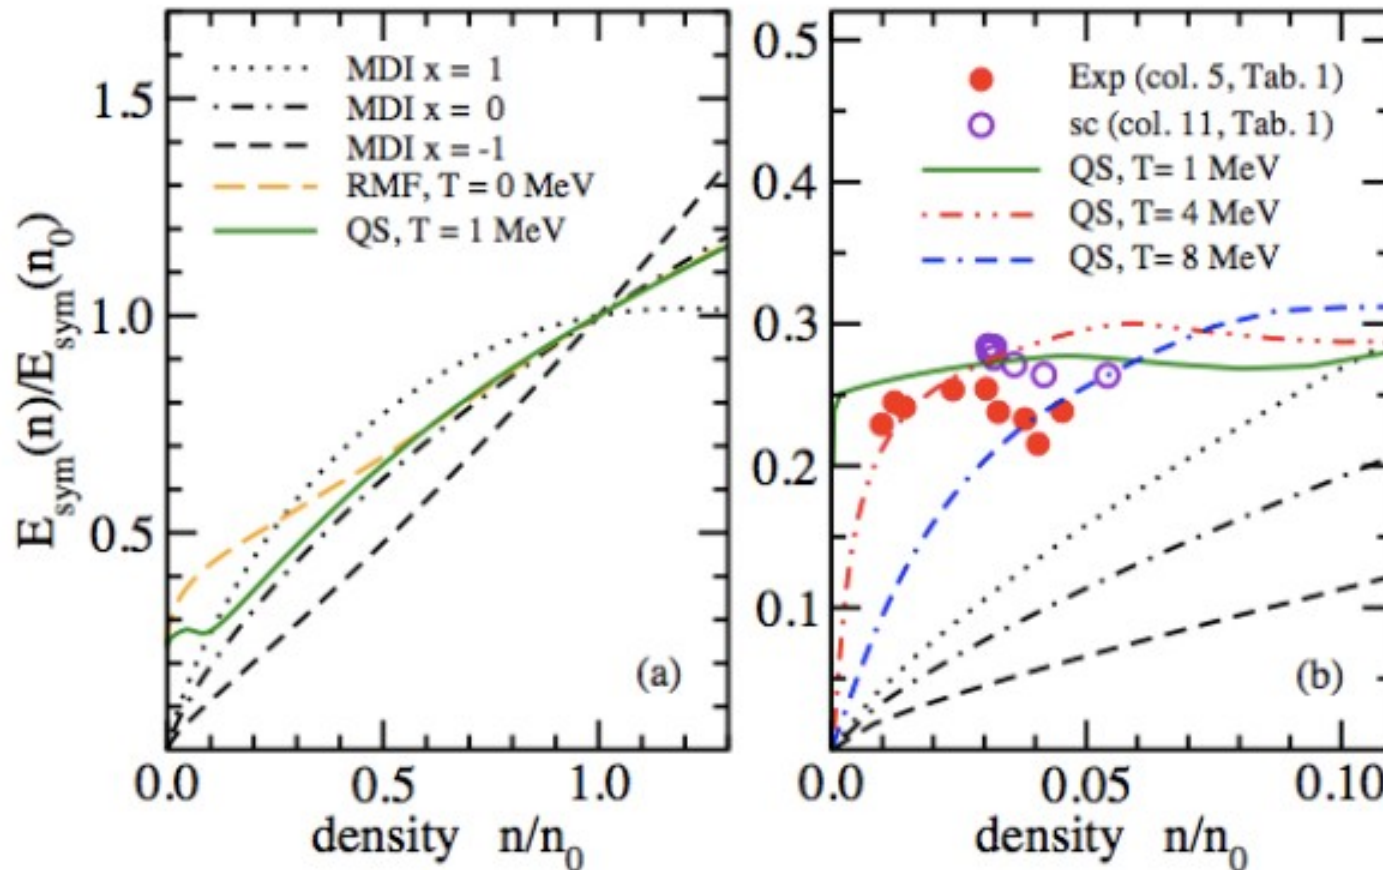 MDI x = 1
MDI x = 0
MDI x = -1
RMF, T = 0 MeV
QS, T = 1 MeV
E_sym(n)/E_sym(n_0)
1.5
1.0
0.5
(a)
0.0 0.5 1.0
density n/n_0
Exp (col. 5, Tab. 1)
sc (col. 11, Tab. 1)
QS, T= 1 MeV
QS, T= 4 MeV
QS, T= 8 MeV
0.5
0.4
0.3
0.2
0.1
(b)
0.0 0.05 0.10
density n/n_0